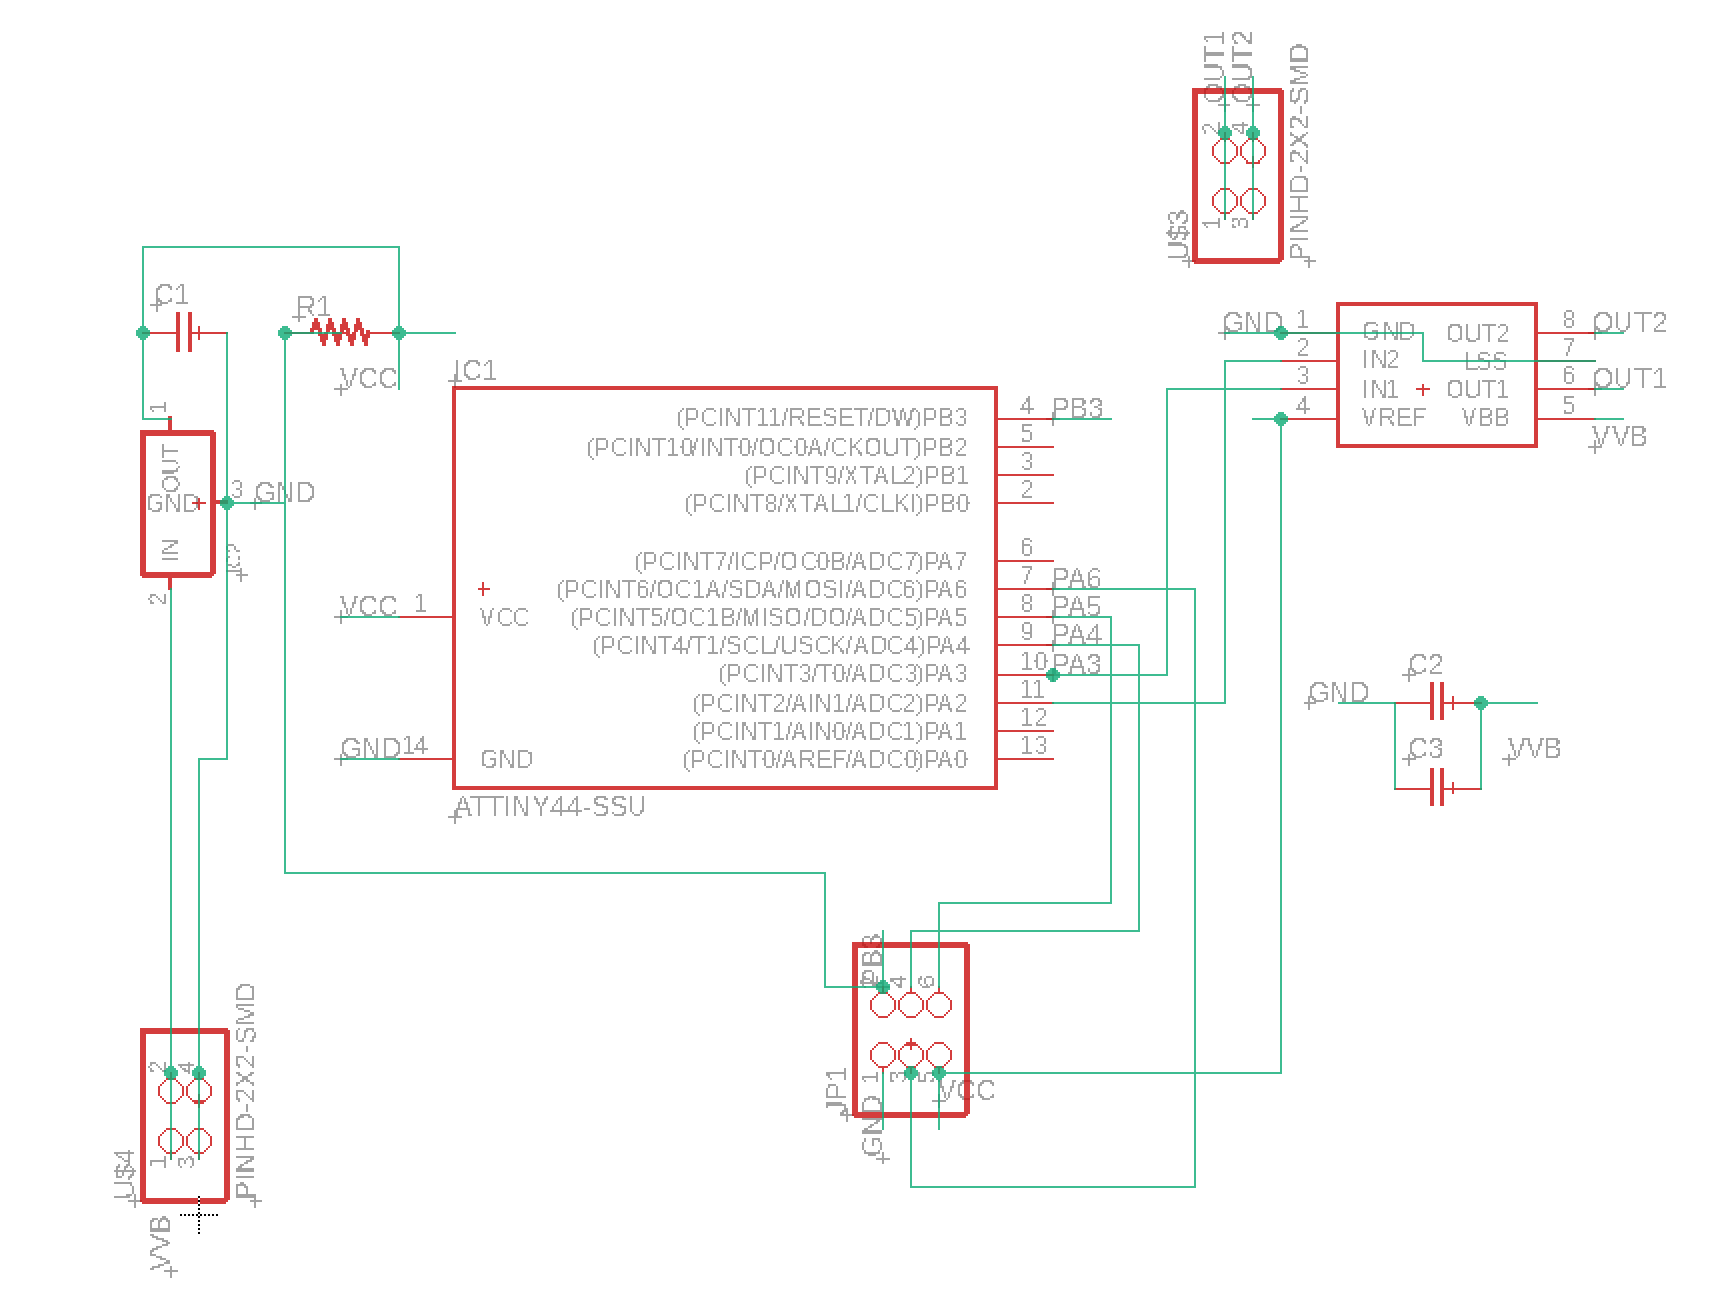 OUT1
OUT2
2
4
1
3
U$3
PINHD-2X2-SMD
C1
R1
VCC
IC1
GND
1
2
3
4
GND
IN2
IN1
VREF
OUT2
LSS
OUT1
VBB
8
7
6
5
OUT2
OUT1
VVB
1
OUT
GND
IN
3
GND
2
VCC
1
VCC
GND
14
GND
ATTINY44-SSU
(PCINT11/RESET/DW)PB3
4
PB3
(PCINT10/INT0/OC0A/CKOUT)PB2
5
(PCINT9/XTAL2)PB1
3
(PCINT8/XTAL1/CLKI)PB0
2
(PCINT7/ICP/OC0B/ADC7)PA7
6
(PCINT6/OC1A/SDA/MOSI/ADC6)PA6
7
PA6
(PCINT5/OC1B/MISO/DO/ADC5)PA5
8
PA5
(PCINT4/T1/SCL/USCK/ADC4)PA4
9
PA4
(PCINT3/T0/ADC3)PA3
10
PA3
(PCINT2/AIN1/ADC2)PA2
11
(PCINT1/AIN0/ADC1)PA1
12
(PCINT0/AREF/ADC0)PA0
13
C2
GND
C3
VVB
PB3
4
6
1
3
5
JP1
GND
VCC
2
4
1
3
U$4
PINHD-2X2-SMD
VVB